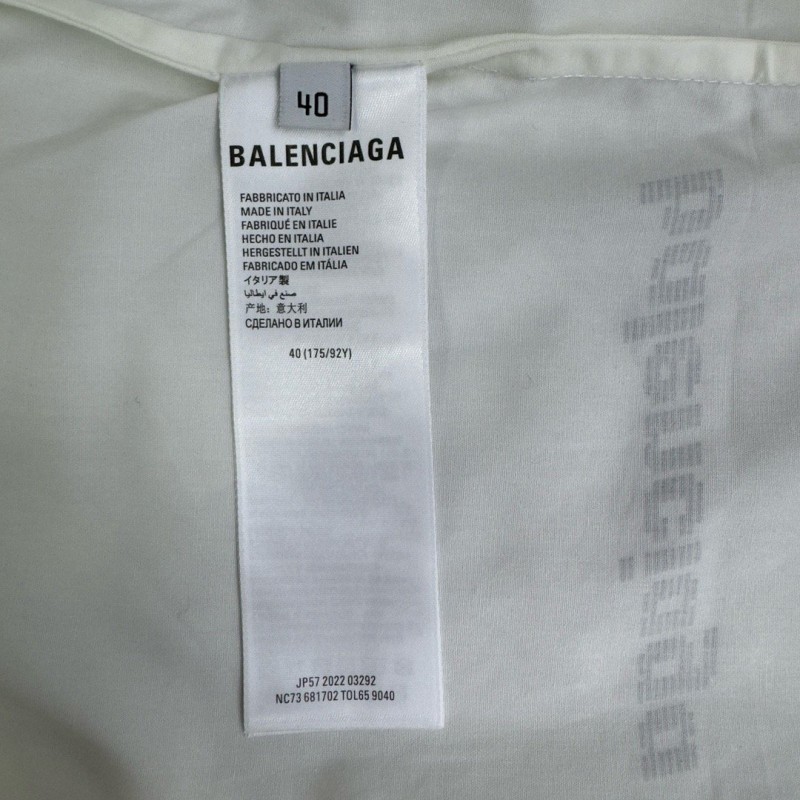 40
BALENCIAGA
FABBRICATO IN ITALIA
MADE IN ITALY
FABRIQUÉ EN ITALIE
HECHO EN ITALIA
HERGESTELLT IN ITALIEN
FABRICADO EM ITÁLIA
イタリア製
صنع في ايطاليا
产地：意大利
СДЕЛАНО В ИТАЛИИ
40 (175/92Y)
JP57 2022 03292
NC73 681702 TOL65 9040
balenciaga